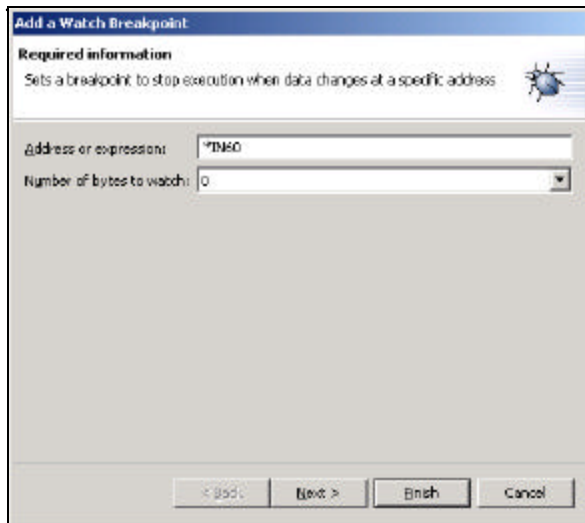 Add a Watch Breakpoint
Required information
Sets a breakpoint to stop execution when data changes at a specific address
Address or expression: *IN60
Number of bytes to watch: 0
< Back Next > Finish Cancel